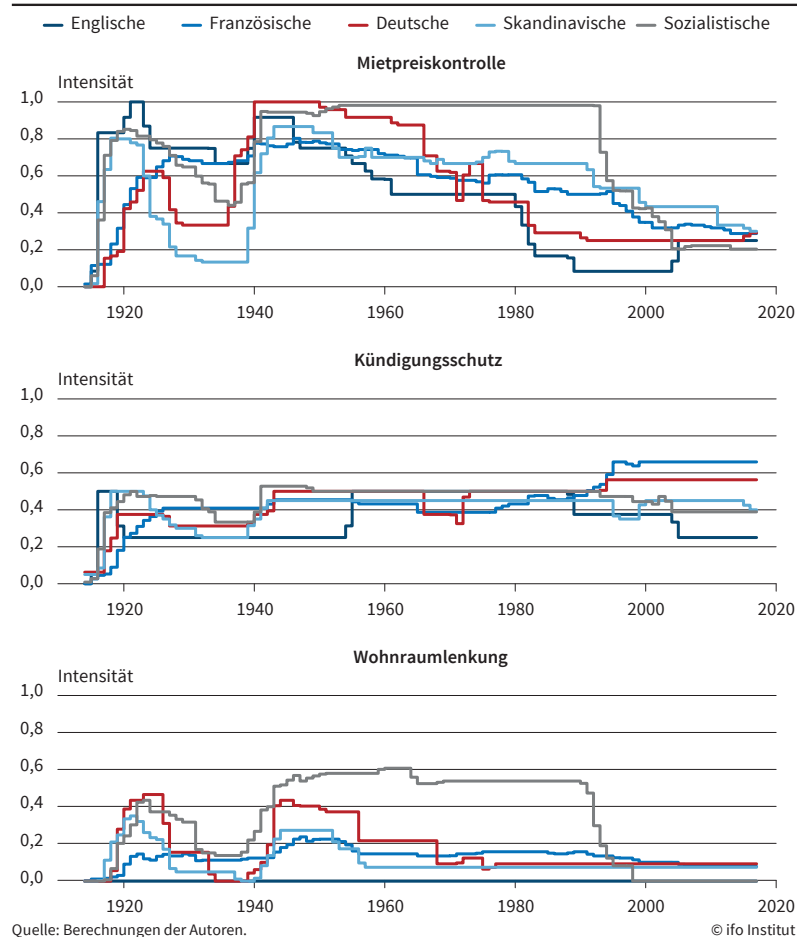 Englische Französische Deutsche Skandinavische Sozialistische
Mietpreiskontrolle
Intensität
1,0
0,8
0,6
0,4
0,2
0,0
1920 1940 1960 1980 2000 2020
Kündigungsschutz
Intensität
1,0
0,8
0,6
0,4
0,2
0,0
1920 1940 1960 1980 2000 2020
Wohnraumlenkung
Intensität
1,0
0,8
0,6
0,4
0,2
0,0
1920 1940 1960 1980 2000 2020
Quelle: Berechnungen der Autoren. © ifo Institut